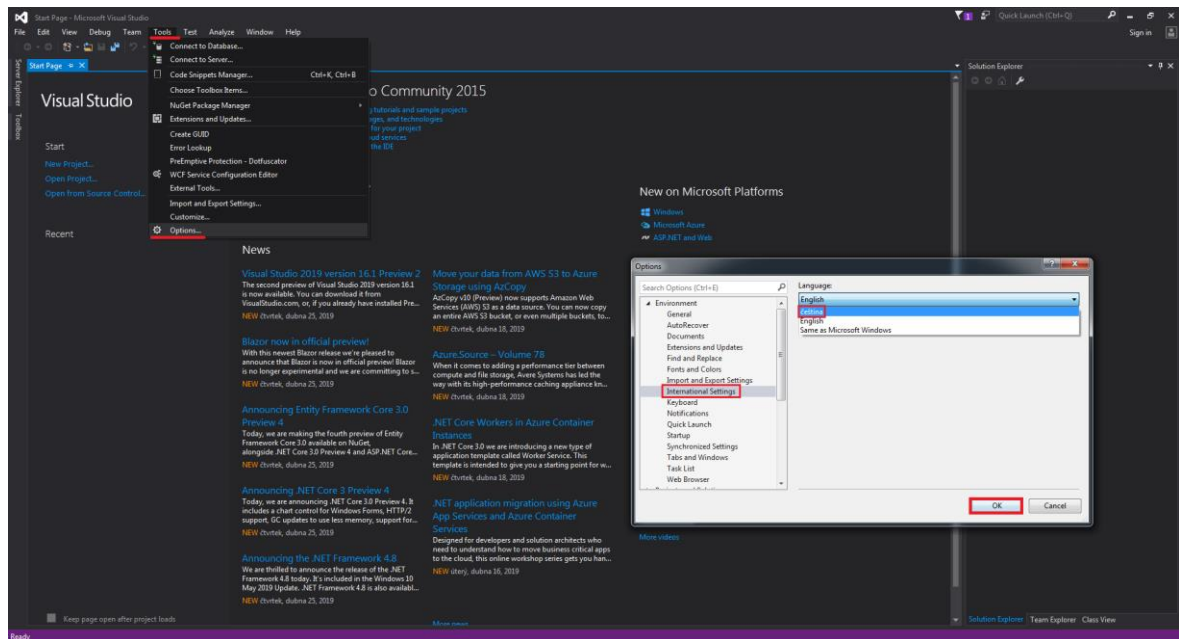 Start Page - Microsoft Visual Studio
1
Quick Launch (Ctrl+Q)
File Edit View Debug Team Tools Test Analyze Window Help
Sign in
Server Explorer
Toolbox
Start Page
Connect to Database...
Connect to Server...
Code Snippets Manager... Ctrl+K, Ctrl+B
Choose Toolbox Items...
NuGet Package Manager
Extensions and Updates...
Create GUID
Error Lookup
PreEmptive Protection - Dotfuscator
WCF Service Configuration Editor
External Tools...
Import and Export Settings...
Customize...
Options...
Visual Studio
Start
New Project...
Open Project...
Open from Source Control...
Recent
o Community 2015
tutorials and sample projects
ges, and technologies
for your project
ud services
the IDE
New on Microsoft Platforms
Windows
Microsoft Azure
ASP.NET and Web
News
Visual Studio 2019 version 16.1 Preview 2
The second preview of Visual Studio 2019 version 16.1
is now available. You can download it from
VisualStudio.com, or, if you already have installed Pre...
NEW čtvrtek, dubna 25, 2019
Blazor now in official preview!
With this newest Blazor release we're pleased to
announce that Blazor is now in official preview! Blazor
is no longer experimental and we are committing to s...
NEW čtvrtek, dubna 25, 2019
Announcing Entity Framework Core 3.0
Preview 4
Today, we are making the fourth preview of Entity
Framework Core 3.0 available on NuGet,
alongside .NET Core 3.0 Preview 4 and ASP.NET Core...
NEW čtvrtek, dubna 25, 2019
Announcing .NET Core 3 Preview 4
Today, we are announcing .NET Core 3.0 Preview 4. It
includes a chart control for Windows Forms, HTTP/2
support, GC updates to use less memory, support for...
NEW čtvrtek, dubna 25, 2019
Announcing the .NET Framework 4.8
We are thrilled to announce the release of the .NET
Framework 4.8 today. It's included in the Windows 10
May 2019 Update. .NET Framework 4.8 is also availabl...
NEW čtvrtek, dubna 25, 2019
Move your data from AWS S3 to Azure
Storage using AzCopy
AzCopy v10 (Preview) now supports Amazon Web
Services (AWS) S3 as a data source. You can now copy
an entire AWS S3 bucket, or even multiple buckets, to...
NEW čtvrtek, dubna 18, 2019
Azure.Source – Volume 78
When it comes to adding a performance tier between
compute and file storage, Avere Systems has led the
way with its high-performance caching appliance kn...
NEW čtvrtek, dubna 18, 2019
.NET Core Workers in Azure Container
Instances
In .NET Core 3.0 we are introducing a new type of
application template called Worker Service. This
template is intended to give you a starting point for w...
NEW čtvrtek, dubna 18, 2019
.NET application migration using Azure
App Services and Azure Container
Services
Designed for developers and solution architects who
need to understand how to move business critical apps
to the cloud, this online workshop series gets you han...
NEW úterý, dubna 16, 2019
More news
More videos
Options
Search Options (Ctrl+E)
Environment
General
AutoRecover
Documents
Extensions and Updates
Find and Replace
Fonts and Colors
Import and Export Settings
International Settings
Keyboard
Notifications
Quick Launch
Startup
Synchronized Settings
Tabs and Windows
Task List
Web Browser
Language:
English
čeština
English
Same as Microsoft Windows
OK Cancel
Solution Explorer
Keep page open after project loads
Solution Explorer Team Explorer Class View
Ready